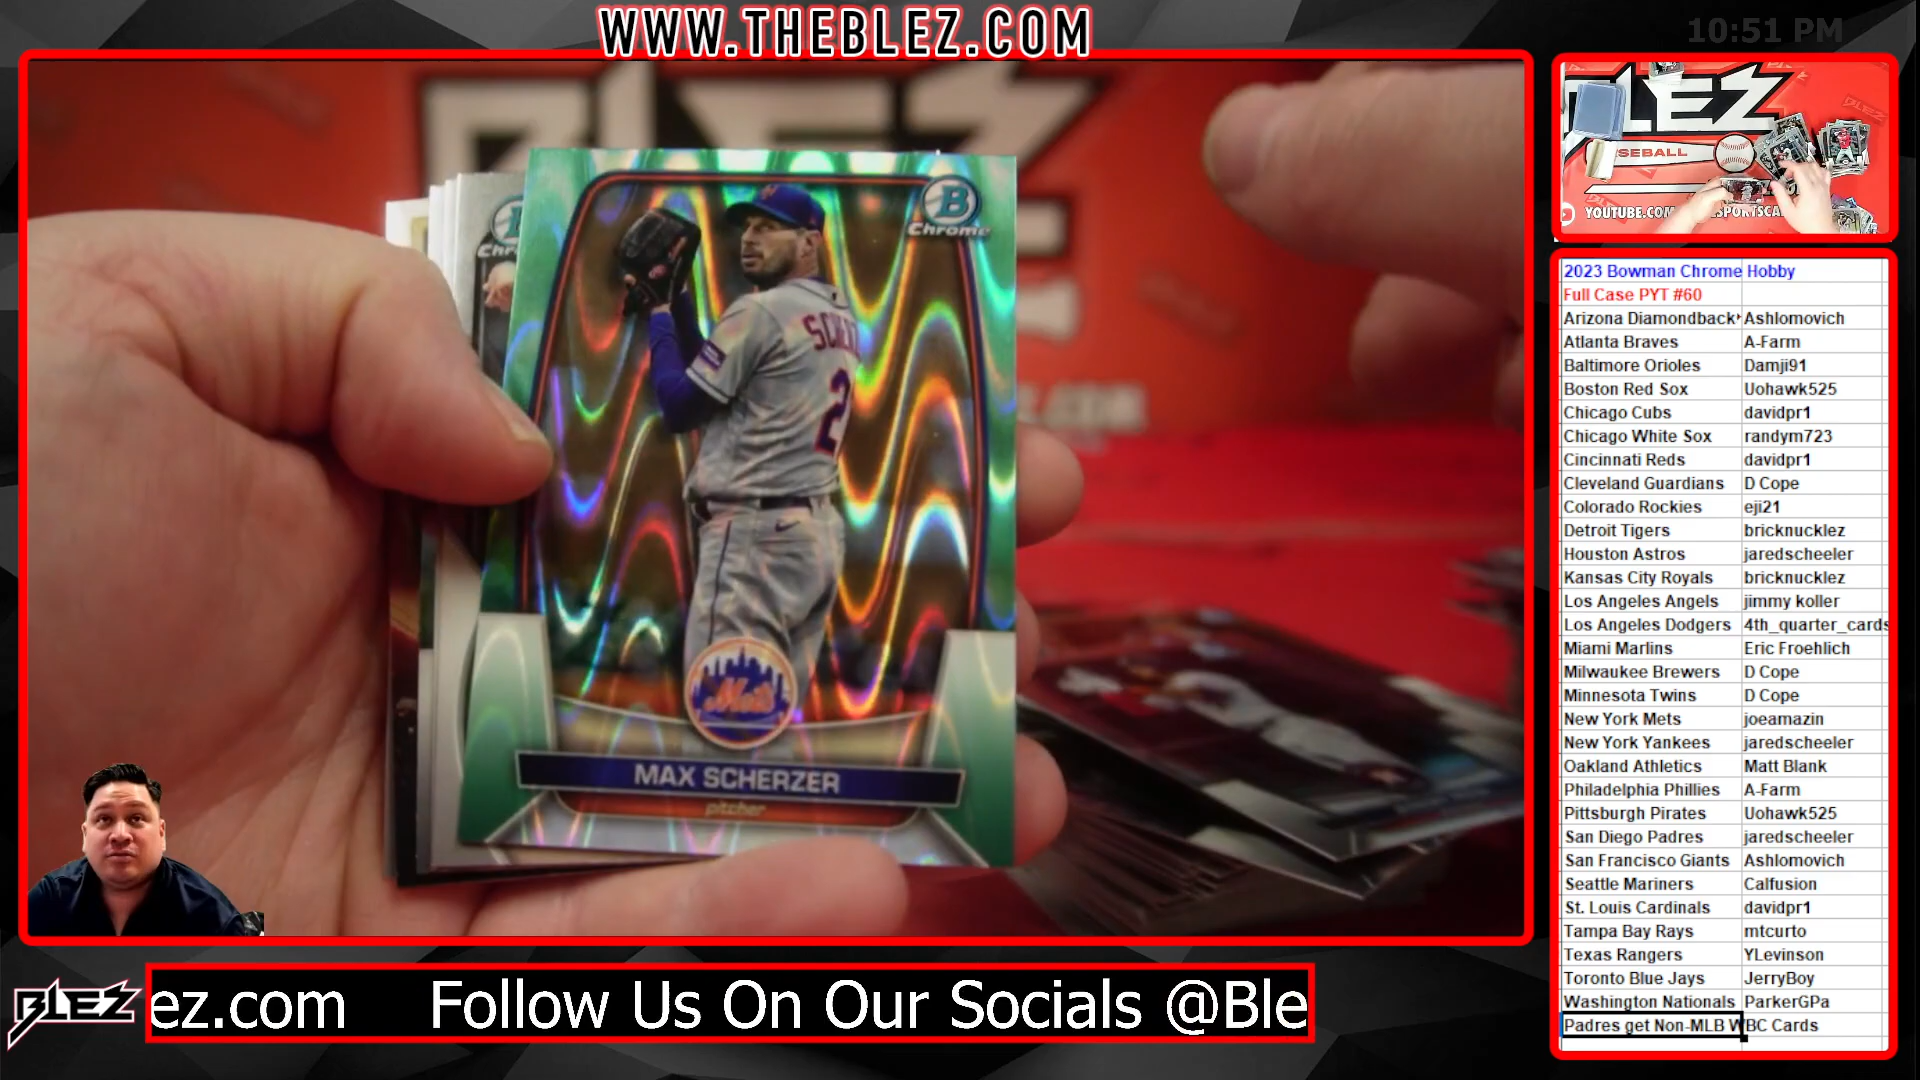 WWW.THEBLEZ.COM
10:51 PM
B
Chrome
MAX SCHERZER
pitcher
Mets
BLEZ
SEBALL
YOUTUBE.COM
2023 Bowman Chrome Hobby
Full Case PYT #60
Arizona Diamondback Ashlomovich
Atlanta Braves A-Farm
Baltimore Orioles Damji91
Boston Red Sox Uohawk525
Chicago Cubs davidpr1
Chicago White Sox randym723
Cincinnati Reds davidpr1
Cleveland Guardians D Cope
Colorado Rockies eji21
Detroit Tigers bricknucklez
Houston Astros jaredscheeler
Kansas City Royals bricknucklez
Los Angeles Angels jimmy koller
Los Angeles Dodgers 4th_quarter_cards
Miami Marlins Eric Froehlich
Milwaukee Brewers D Cope
Minnesota Twins D Cope
New York Mets joeamazin
New York Yankees jaredscheeler
Oakland Athletics Matt Blank
Philadelphia Phillies A-Farm
Pittsburgh Pirates Uohawk525
San Diego Padres jaredscheeler
San Francisco Giants Ashlomovich
Seattle Mariners Calfusion
St. Louis Cardinals davidpr1
Tampa Bay Rays mtcurto
Texas Rangers YLevinson
Toronto Blue Jays JerryBoy
Washington Nationals ParkerGPa
Padres get Non-MLB WBC Cards
BLEZ
ez.com Follow Us On Our Socials @Ble